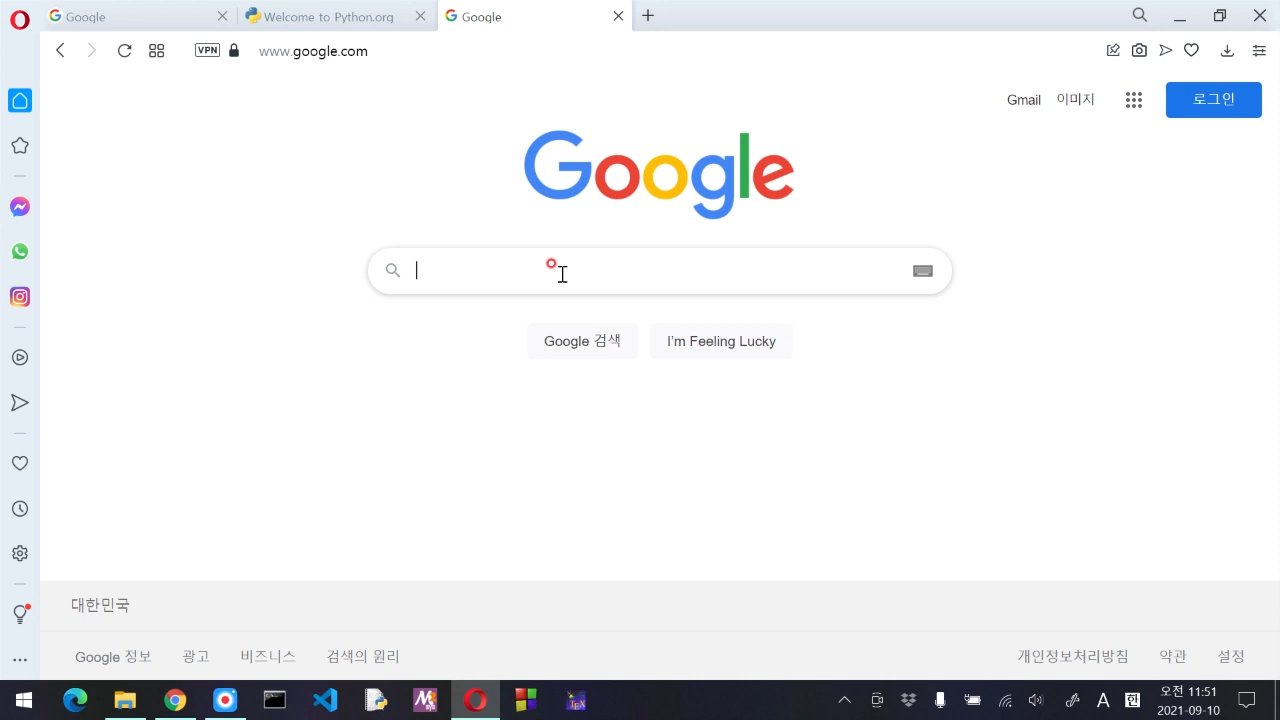 Google
Welcome to Python.org
Google
VPN
www.google.com
Gmail 이미지 로그인
Google
Google 검색 I'm Feeling Lucky
대한민국
Google 정보 광고 비즈니스 검색의 원리 개인정보처리방침 약관 설정
A
오전 11:51
2021-09-10